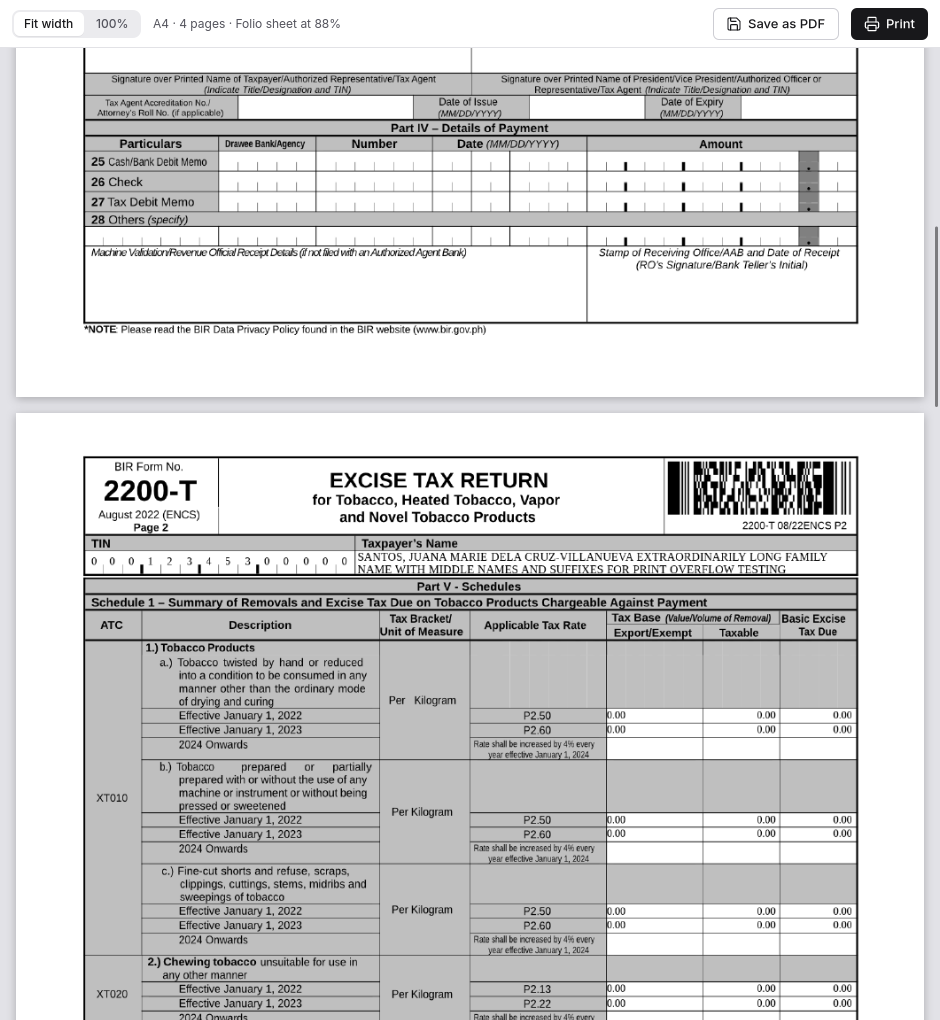 Fit width 100% A4 · 4 pages · Folio sheet at 88% Save as PDF Print
Signature over Printed Name of Taxpayer/Authorized Representative/Tax Agent
(Indicate Title/Designation and TIN)
Signature over Printed Name of President/Vice President/Authorized Officer or
Representative/Tax Agent (Indicate Title/Designation and TIN)
Tax Agent Accreditation No./
Attorney's Roll No. (if applicable)
Date of Issue
(MM/DD/YYYY)
Date of Expiry
(MM/DD/YYYY)
Part IV – Details of Payment
Particulars Drawee Bank/Agency Number Date (MM/DD/YYYY) Amount
25 Cash/Bank Debit Memo
26 Check
27 Tax Debit Memo
28 Others (specify)
Machine Validation/Revenue Official Receipt Details (if not filed with an Authorized Agent Bank)
Stamp of Receiving Office/AAB and Date of Receipt
(RO's Signature/Bank Teller's Initial)
*NOTE: Please read the BIR Data Privacy Policy found in the BIR website (www.bir.gov.ph)
BIR Form No.
2200-T
August 2022 (ENCS)
Page 2
EXCISE TAX RETURN
for Tobacco, Heated Tobacco, Vapor
and Novel Tobacco Products
2200-T 08/22ENCS P2
TIN Taxpayer's Name
0 0 0 1 2 3 4 5 3 0 0 0 0 0
SANTOS, JUANA MARIE DELA CRUZ-VILLANUEVA EXTRAORDINARILY LONG FAMILY
NAME WITH MIDDLE NAMES AND SUFFIXES FOR PRINT OVERFLOW TESTING
Part V - Schedules
Schedule 1 – Summary of Removals and Excise Tax Due on Tobacco Products Chargeable Against Payment
ATC Description
Tax Bracket/
Unit of Measure
Applicable Tax Rate
Tax Base (Value/Volume of Removal)
Export/Exempt Taxable
Basic Excise
Tax Due
XT010
1.) Tobacco Products
a.) Tobacco twisted by hand or reduced
into a condition to be consumed in any
manner other than the ordinary mode
of drying and curing
Per Kilogram
Effective January 1, 2022 P2.50 0.00 0.00 0.00
Effective January 1, 2023 P2.60 0.00 0.00 0.00
2024 Onwards Rate shall be increased by 4% every
year effective January 1, 2024
b.) Tobacco prepared or partially
prepared with or without the use of any
machine or instrument or without being
pressed or sweetened
Per Kilogram
Effective January 1, 2022 P2.50 0.00 0.00 0.00
Effective January 1, 2023 P2.60 0.00 0.00 0.00
2024 Onwards Rate shall be increased by 4% every
year effective January 1, 2024
c.) Fine-cut shorts and refuse, scraps,
clippings, cuttings, stems, midribs and
sweepings of tobacco
Per Kilogram
Effective January 1, 2022 P2.50 0.00 0.00 0.00
Effective January 1, 2023 P2.60 0.00 0.00 0.00
2024 Onwards Rate shall be increased by 4% every
year effective January 1, 2024
XT020
2.) Chewing tobacco unsuitable for use in
any other manner
Per Kilogram
Effective January 1, 2022 P2.13 0.00 0.00 0.00
Effective January 1, 2023 P2.22 0.00 0.00 0.00
2024 Onwards Rate shall be increased by 4% every